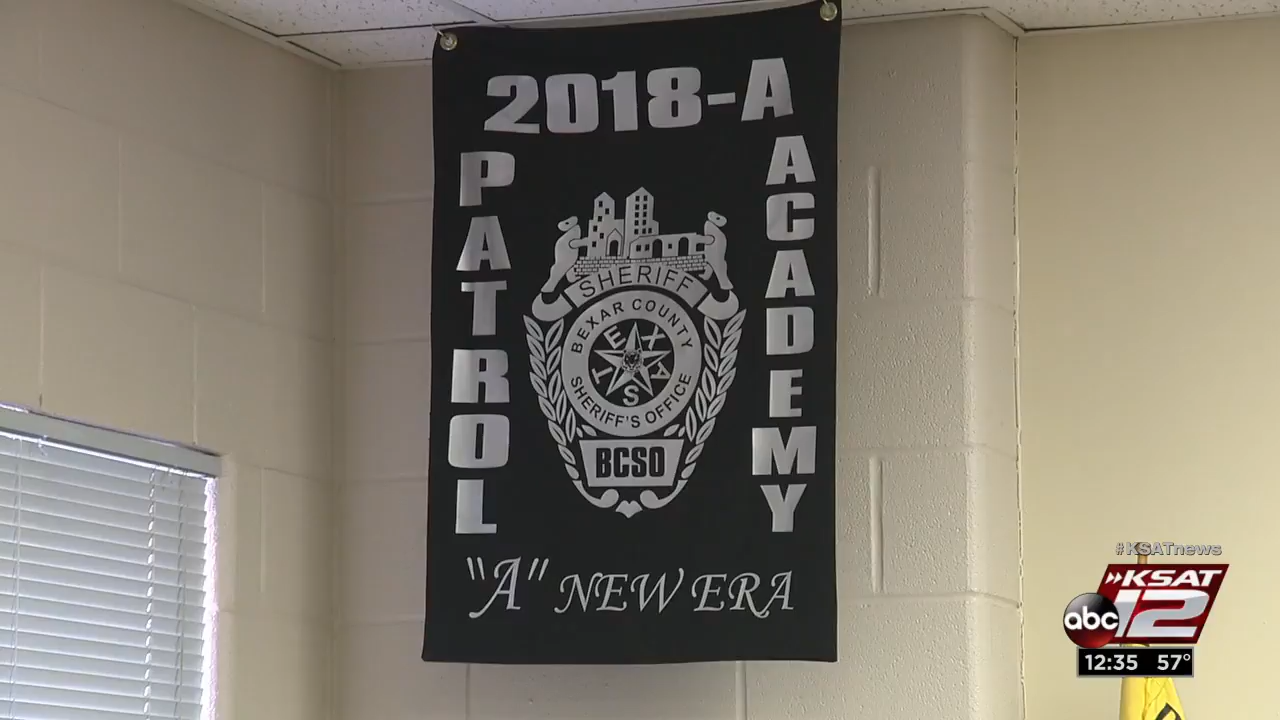 2018-A
PATROL
ACADEMY
SHERIFF
BEXAR COUNTY
TEXAS
SHERIFF'S OFFICE
BCSO
"A" NEW ERA
#KSATnews
KSAT
abc 12
12:35 57°